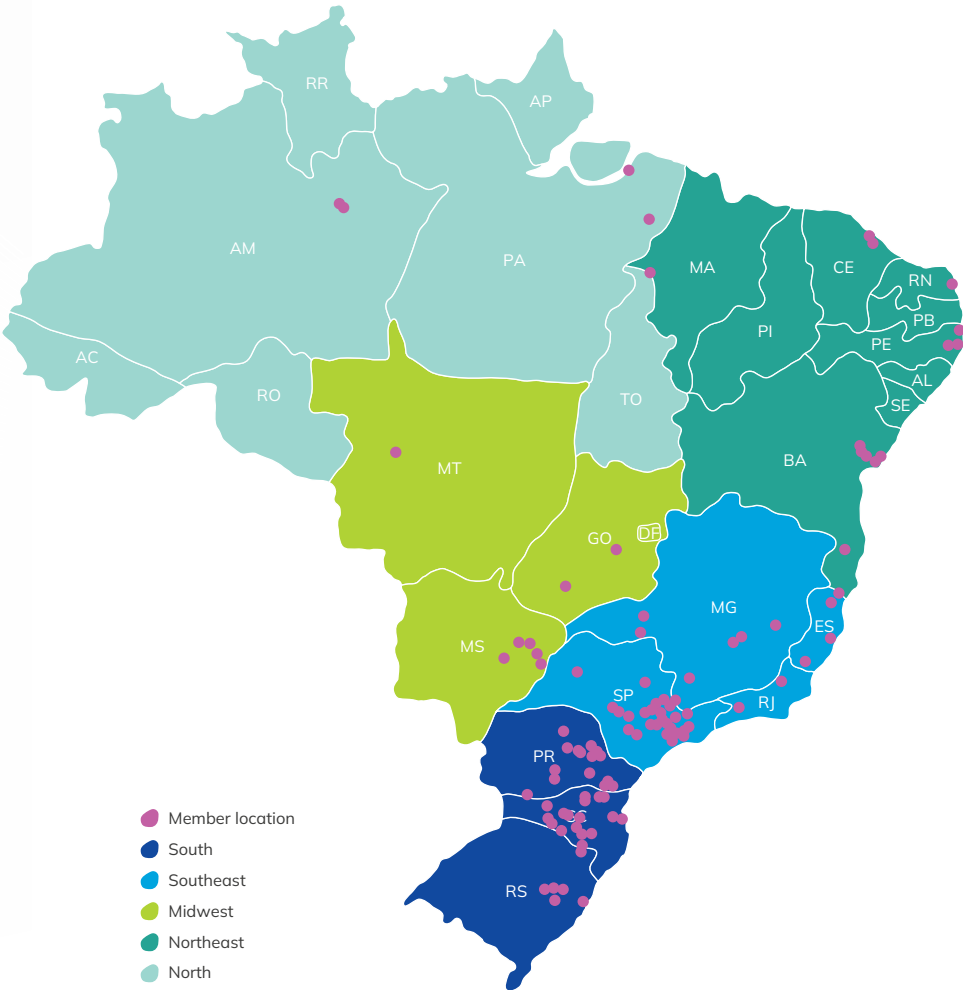 RR
AP
AM
PA
MA
CE
RN
PB
PI
PE
AC
AL
RO
TO
SE
BA
MT
GO
DF
MG
MS
ES
SP
RJ
PR
SC
RS
Member location
South
Southeast
Midwest
Northeast
North